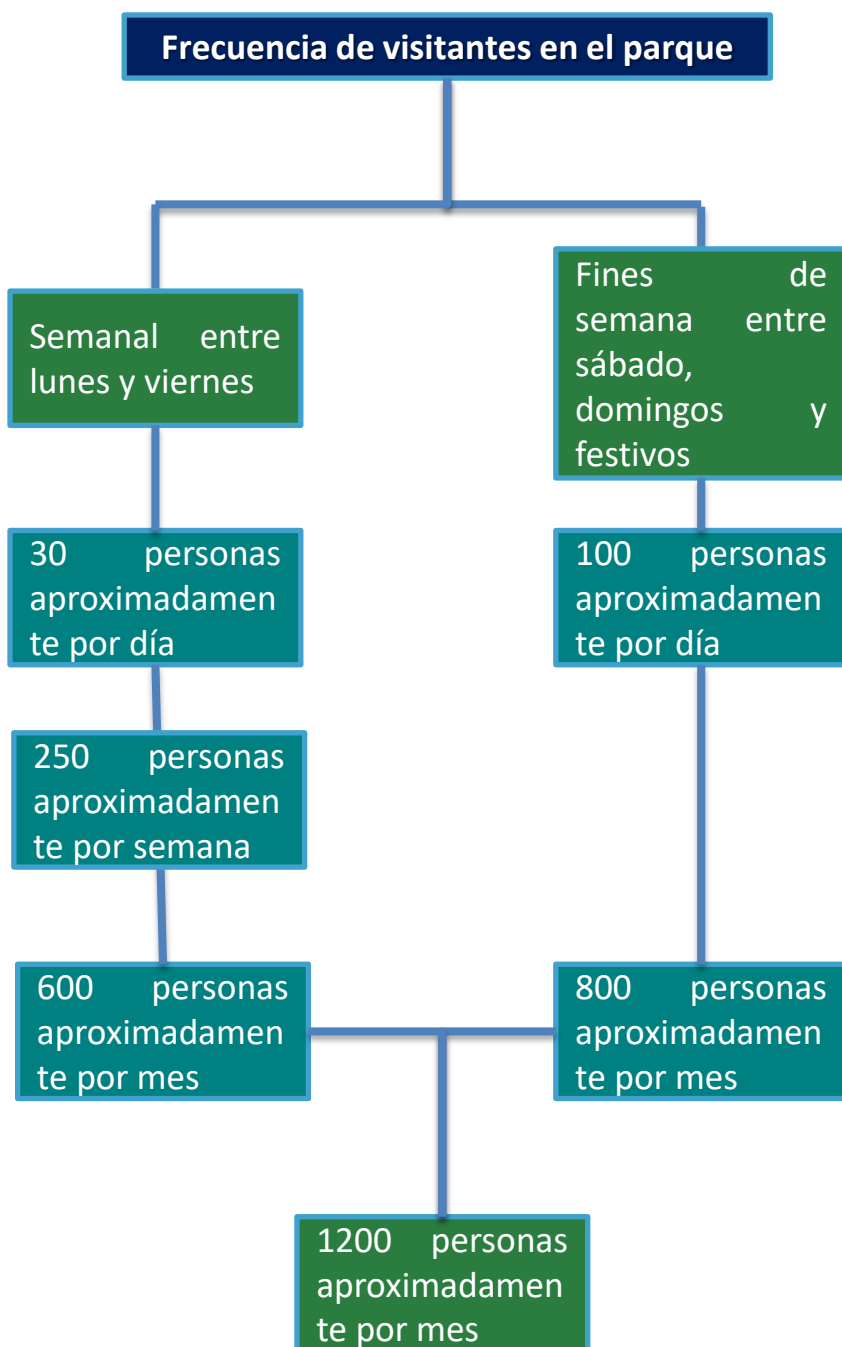 Frecuencia de visitantes en el parque
Semanal entre
lunes y viernes
Fines de
semana entre
sábado,
domingos y
festivos
30 personas
aproximadamen
te por día
100 personas
aproximadamen
te por día
250 personas
aproximadamen
te por semana
600 personas
aproximadamen
te por mes
800 personas
aproximadamen
te por mes
1200 personas
aproximadamen
te por mes